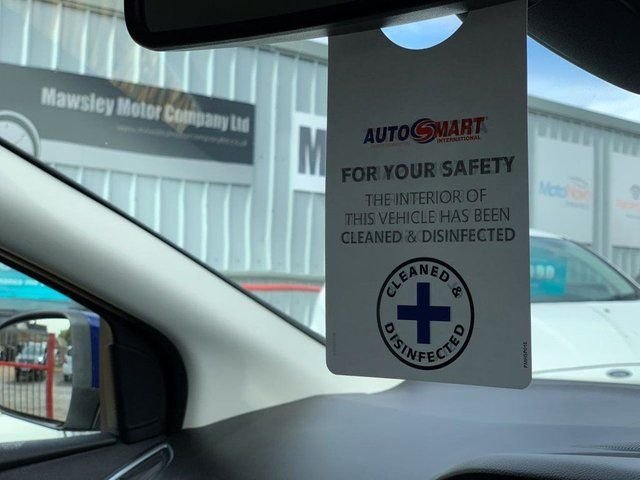 Mawsley Motor Company Ltd
M
AUTOSMART
INTERNATIONAL
FOR YOUR SAFETY
THE INTERIOR OF
THIS VEHICLE HAS BEEN
CLEANED & DISINFECTED
CLEANED &
DISINFECTED
MotoNovo